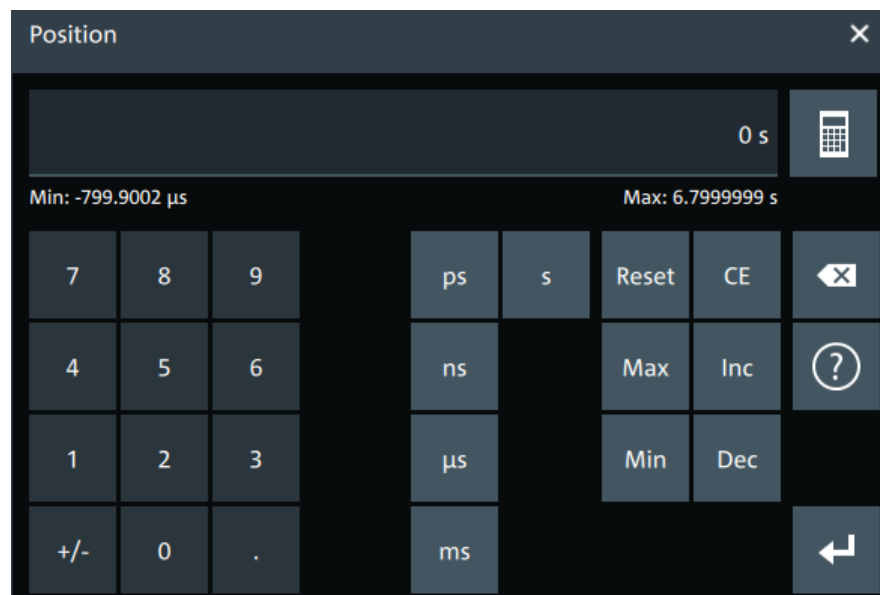 Position
0 s
Min: -799.9002 µs Max: 6.7999999 s
7 8 9 ps s Reset CE
4 5 6 ns Max Inc ?
1 2 3 µs Min Dec
+/- 0 . ms